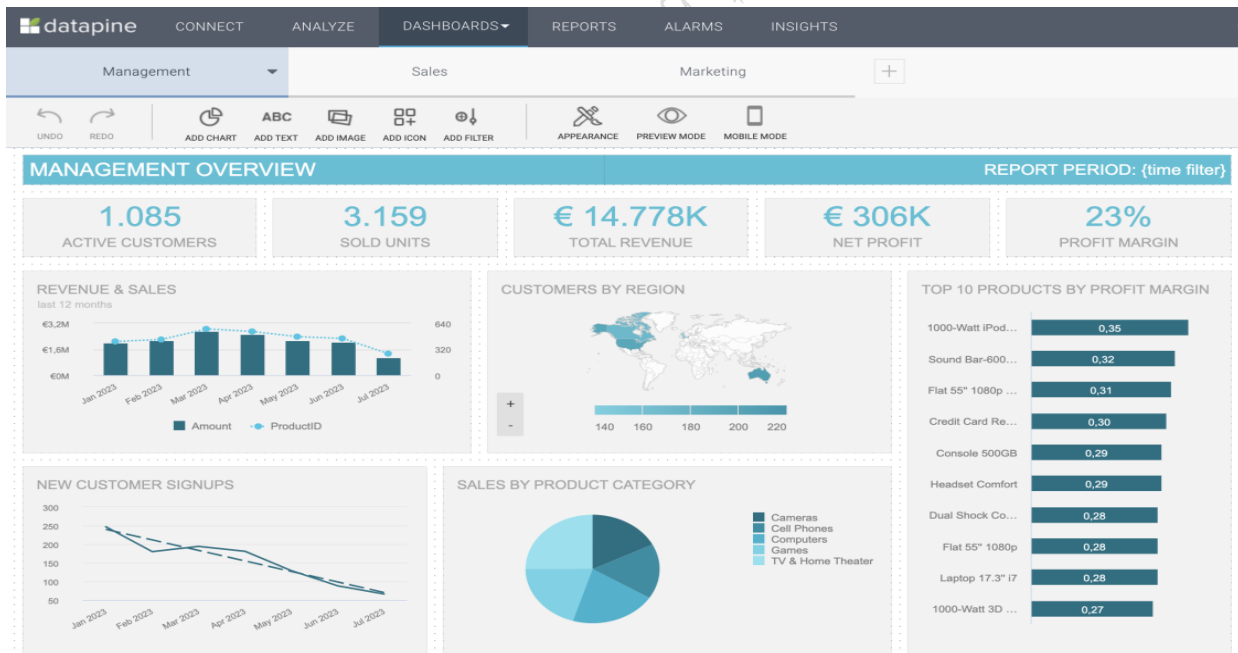 datapine CONNECT ANALYZE DASHBOARDS REPORTS ALARMS INSIGHTS
Management Sales Marketing +
UNDO REDO ADD CHART ABC ADD TEXT ADD IMAGE ADD ICON ADD FILTER APPEARANCE PREVIEW MODE MOBILE MODE
MANAGEMENT OVERVIEW REPORT PERIOD: {time filter}
1.085 3.159 € 14.778K € 306K 23%
ACTIVE CUSTOMERS SOLD UNITS TOTAL REVENUE NET PROFIT PROFIT MARGIN
REVENUE & SALES
last 12 months
€3,2M 640
€1,6M 320
€0M 0
Jan 2023 Feb 2023 Mar 2023 Apr 2023 May 2023 Jun 2023 Jul 2023
Amount ProductID
CUSTOMERS BY REGION
+
-
140 160 180 200 220
TOP 10 PRODUCTS BY PROFIT MARGIN
1000-Watt iPod... 0,35
Sound Bar-600... 0,32
Flat 55" 1080p ... 0,31
Credit Card Re... 0,30
Console 500GB 0,29
Headset Comfort 0,29
Dual Shock Co... 0,28
Flat 55" 1080p 0,28
Laptop 17.3" i7 0,28
1000-Watt 3D ... 0,27
NEW CUSTOMER SIGNUPS
300
250
200
150
100
50
Jan 2023 Feb 2023 Mar 2023 Apr 2023 May 2023 Jun 2023 Jul 2023
SALES BY PRODUCT CATEGORY
Cameras
Cell Phones
Computers
Games
TV & Home Theater